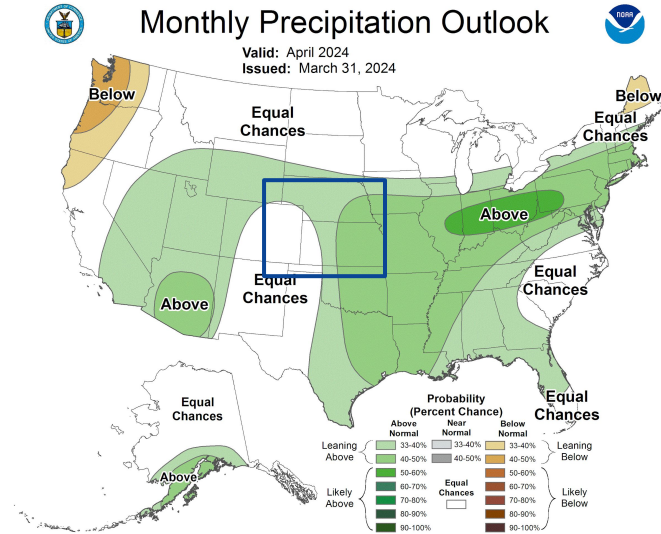 Monthly Precipitation Outlook
NOAA
Valid: April 2024
Issued: March 31, 2024
Below
Equal
Chances
Below
Equal
Chances
Above
Above
Equal
Chances
Equal
Chances
Equal
Chances
Equal
Chances
Above
Probability
(Percent Chance)
Above
Normal
Near
Normal
Below
Normal
Leaning
Above
33-40%
33-40%
33-40%
Leaning
Below
40-50%
40-50%
40-50%
Likely
Above
50-60%
50-60%
Likely
Below
60-70%
60-70%
70-80%
70-80%
80-90%
80-90%
90-100%
90-100%
Equal
Chances